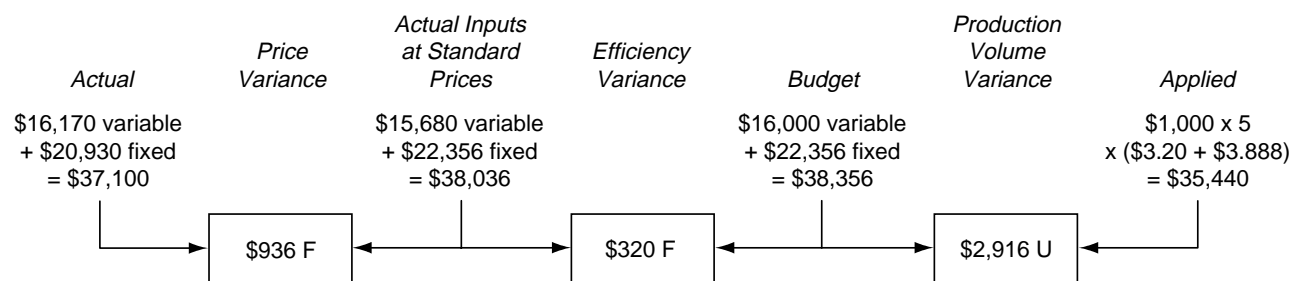 Actual
Price
Variance
Actual Inputs
at Standard
Prices
Efficiency
Variance
Budget
Production
Volume
Variance
Applied
$16,170 variable
+ $20,930 fixed
= $37,100
$15,680 variable
+ $22,356 fixed
= $38,036
$16,000 variable
+ $22,356 fixed
= $38,356
$1,000 x 5
x ($3.20 + $3.888)
= $35,440
$936 F
$320 F
$2,916 U